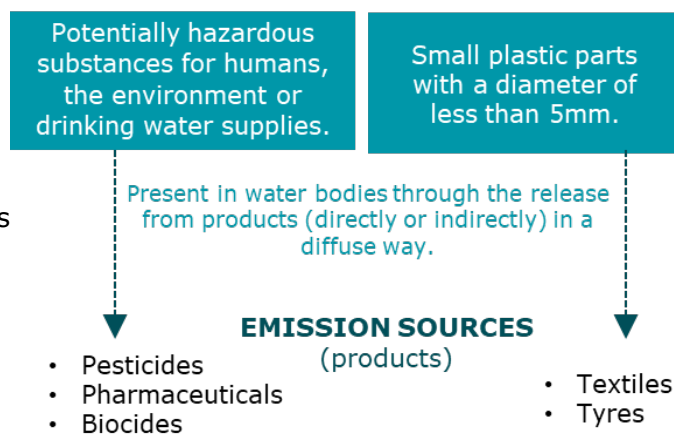 Potentially hazardous
substances for humans,
the environment or
drinking water supplies.
Small plastic parts
with a diameter of
less than 5mm.
s
Present in water bodies through the release
from products (directly or indirectly) in a
diffuse way.
EMISSION SOURCES
(products)
• Pesticides
• Pharmaceuticals
• Biocides
• Textiles
• Tyres